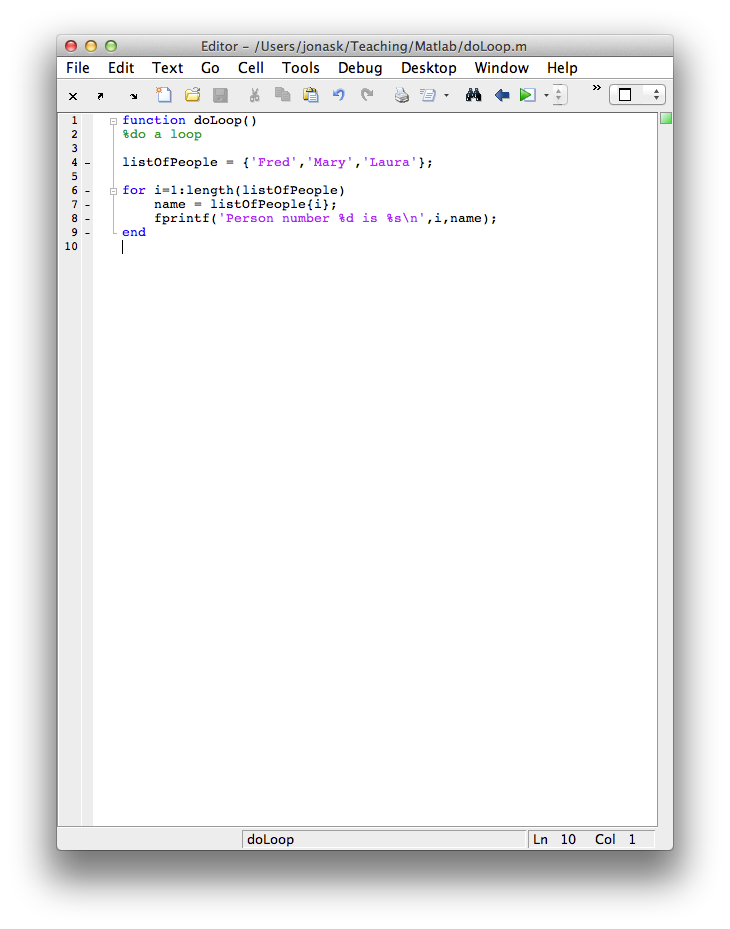 Editor – /Users/jonask/Teaching/Matlab/doLoop.m
File Edit Text Go Cell Tools Debug Desktop Window Help
1 function doLoop()
2 %do a loop
3
4 – listOfPeople = {'Fred','Mary','Laura'};
5
6 – for i=1:length(listOfPeople)
7 – name = listOfPeople{i};
8 – fprintf('Person number %d is %s\n',i,name);
9 – end
10
doLoop Ln 10 Col 1